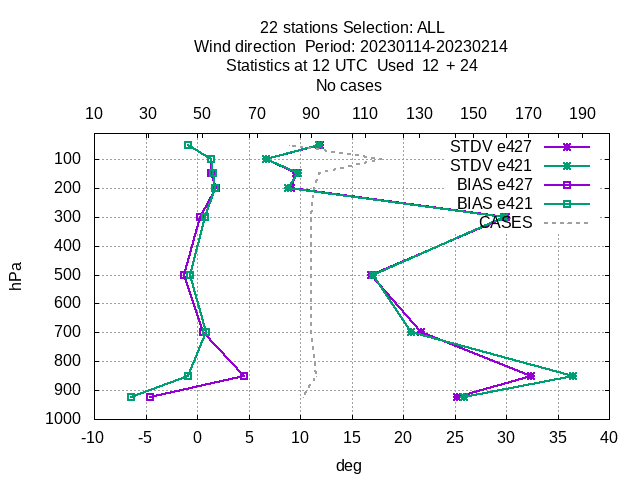 22 stations Selection: ALL
Wind direction  Period: 20230114-20230214
Statistics at 12 UTC  Used  12  + 24
No cases
10 30 50 70 90 110 130 150 170 190
STDV e427
STDV e421
BIAS e427
BIAS e421
CASES
hPa
100
200
300
400
500
600
700
800
900
1000
-10 -5 0 5 10 15 20 25 30 35 40
deg